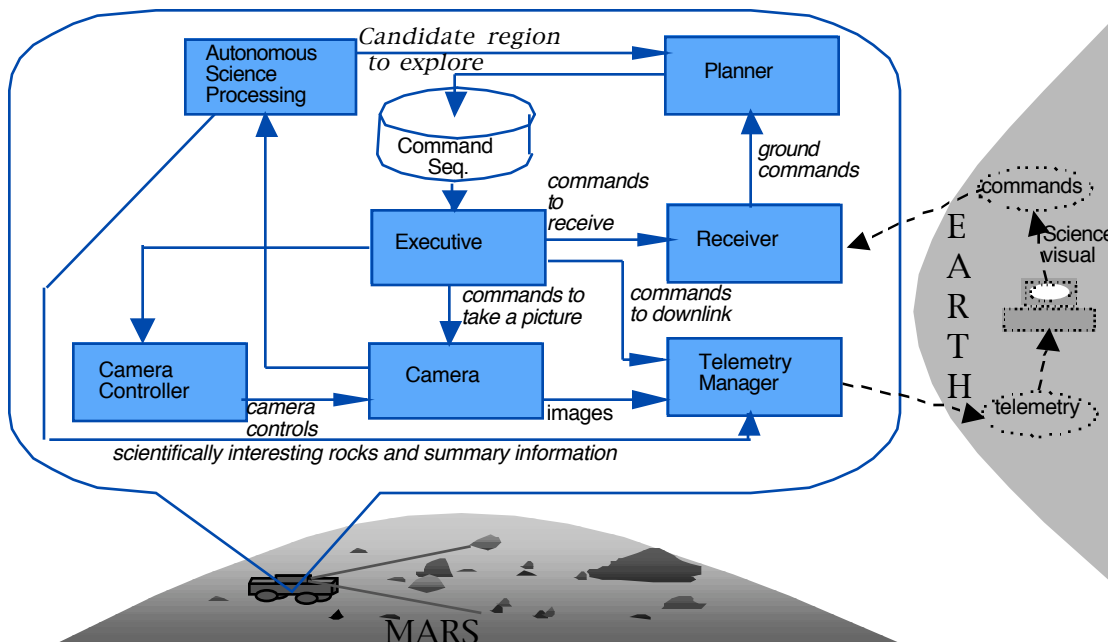 Autonomous
Science
Processing
Candidate region
to explore
Planner
Command
Seq.
ground
commands
commands
to
receive
Executive
Receiver
commands to
take a picture
commands
to downlink
Camera
Controller
Camera
Telemetry
Manager
camera
controls
images
scientifically interesting rocks and summary information
commands
Science
visual
EARTH
telemetry
MARS